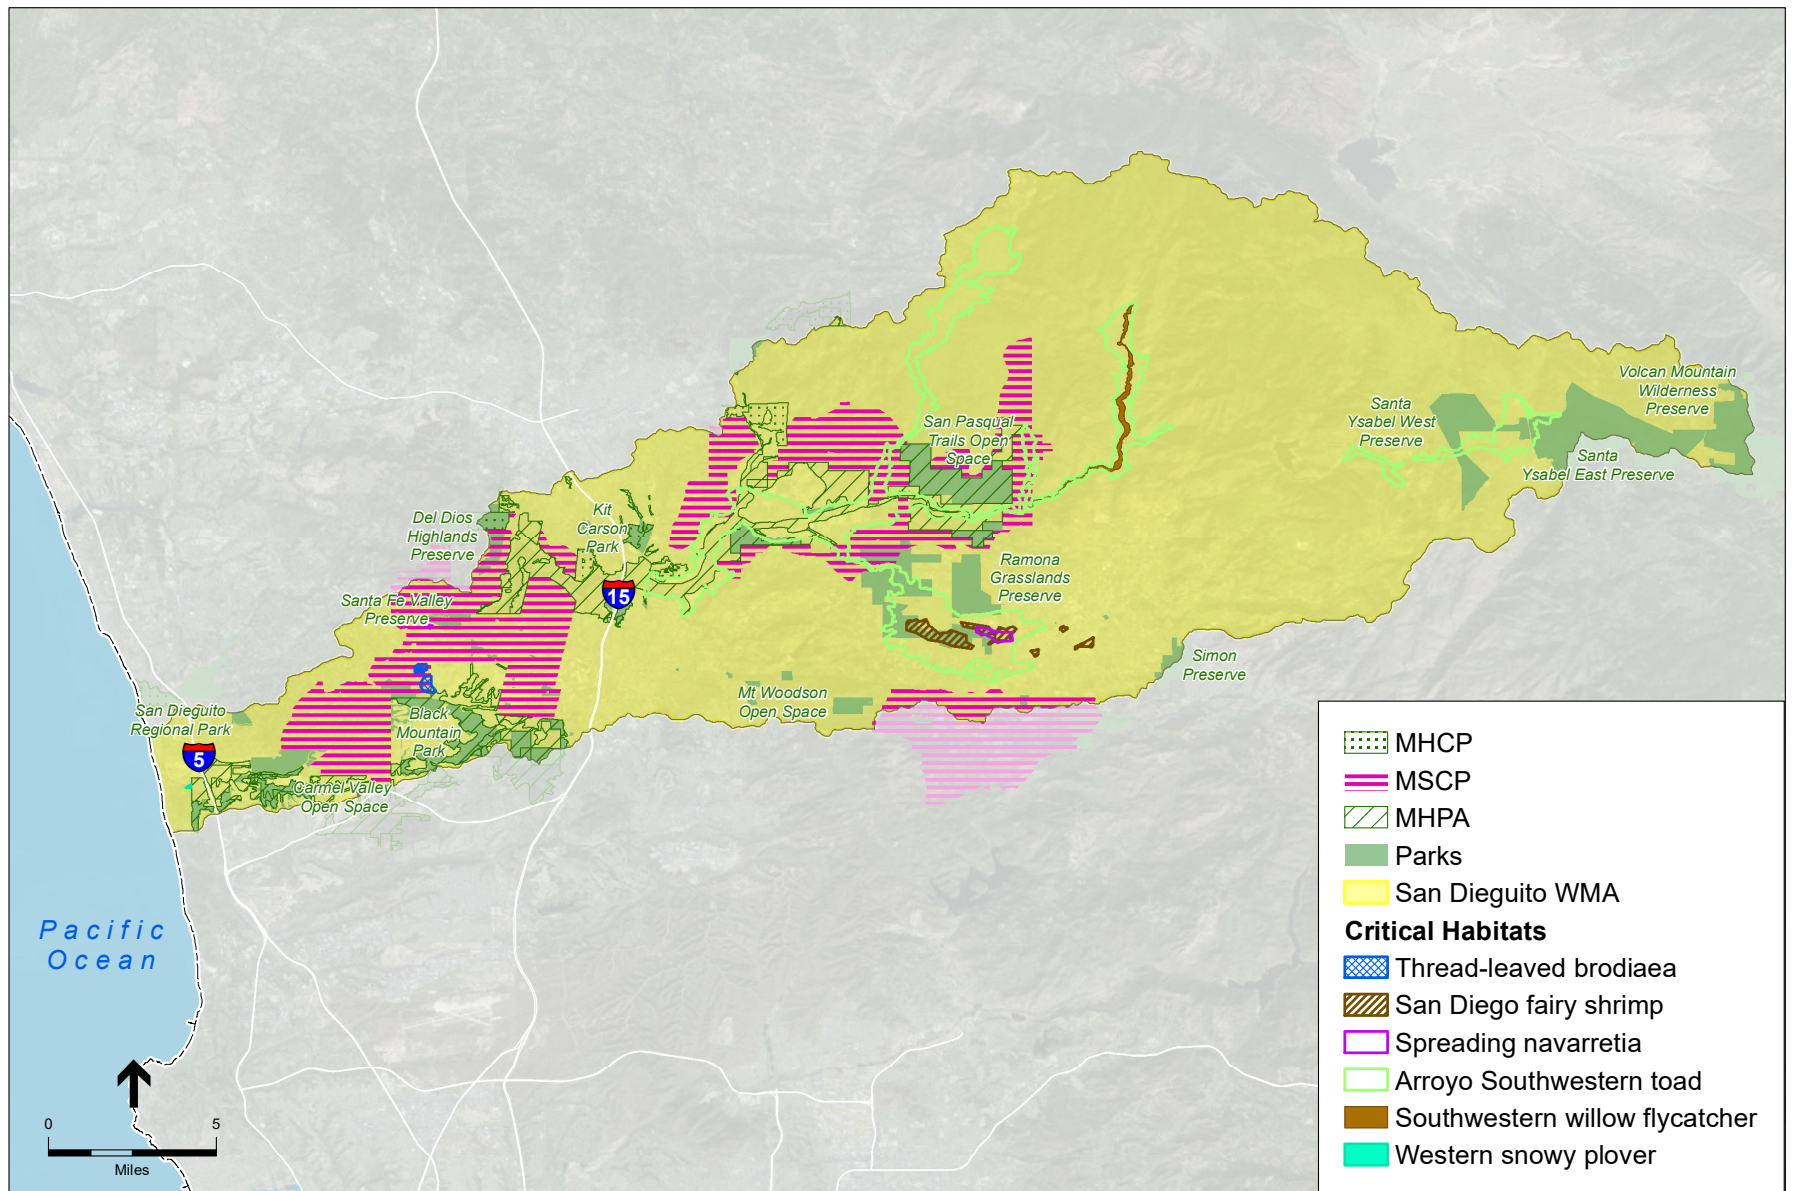 Volcan Mountain
Wilderness
Preserve
Santa
Ysabel West
Preserve
San Pasqual
Trails Open
Space
Santa
Ysabel East Preserve
Kit
Carson
Park
Del Dios
Highlands
Preserve
Ramona
Grasslands
Preserve
15
Santa Fe Valley
Preserve
Simon
Preserve
Mt Woodson
Open Space
San Dieguito
Regional Park
Black
Mountain
Park
5
Carmel Valley
Open Space
Pacific
Ocean
MHCP
MSCP
MHPA
Parks
San Dieguito WMA
Critical Habitats
Thread-leaved brodiaea
San Diego fairy shrimp
Spreading navarretia
Arroyo Southwestern toad
Southwestern willow flycatcher
Western snowy plover
0 5
Miles